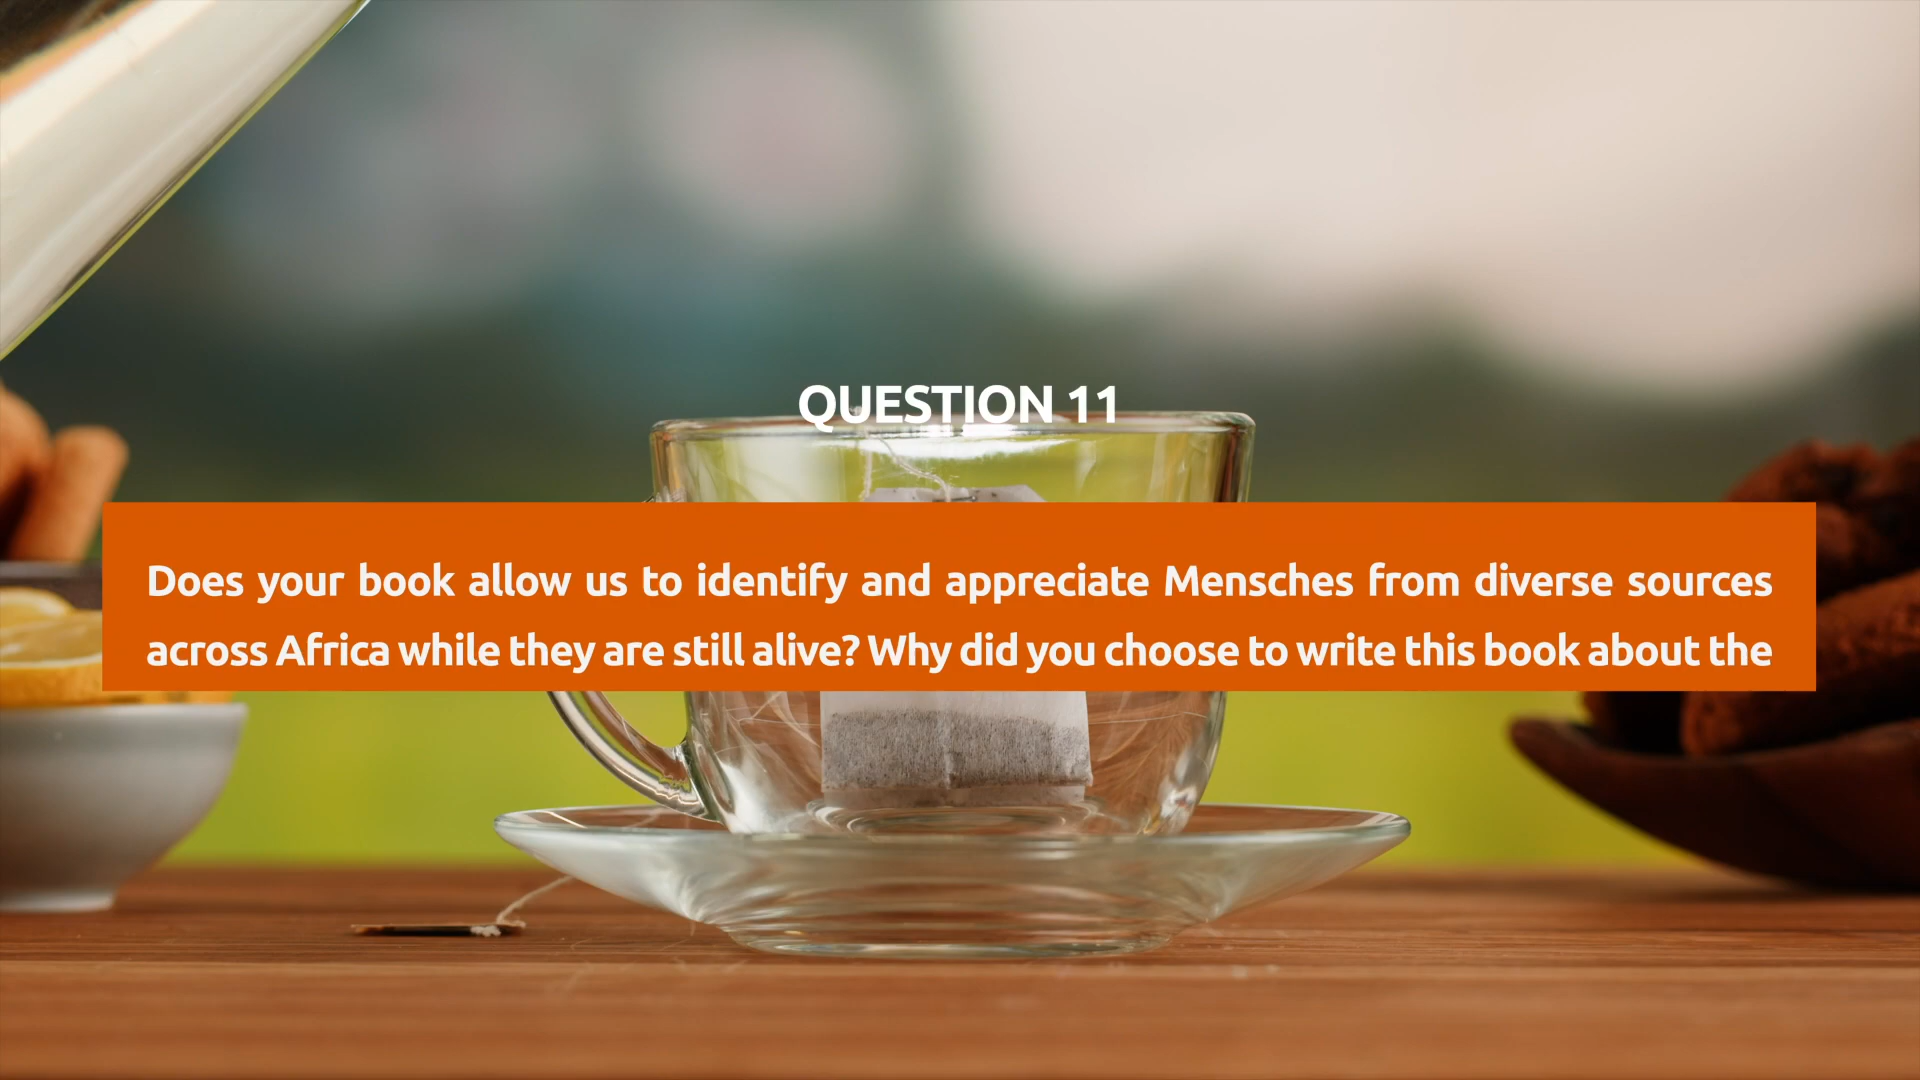 QUESTION 11
Does your book allow us to identify and appreciate Mensches from diverse sources
across Africa while they are still alive? Why did you choose to write this book about the